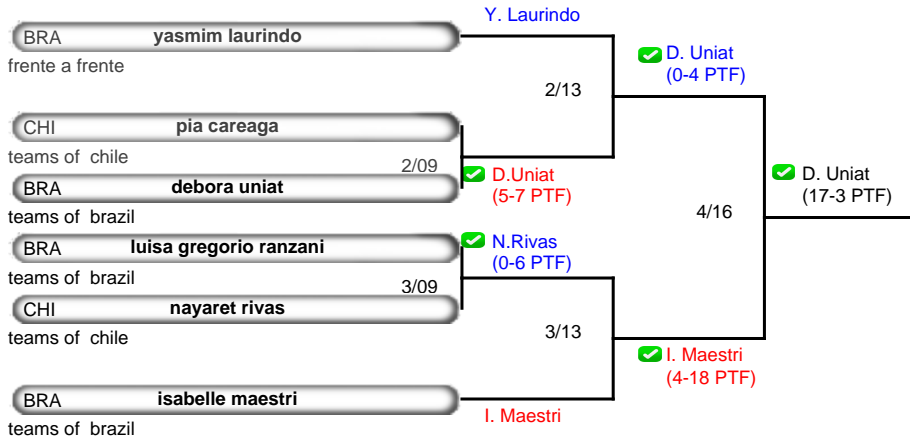 Y. Laurindo
BRA yasmim laurindo
frente a frente
D. Uniat
(0-4 PTF)
2/13
CHI pia careaga
teams of chile
2/09
BRA debora uniat
teams of brazil
D.Uniat
(5-7 PTF)
D. Uniat
(17-3 PTF)
4/16
BRA luisa gregorio ranzani
teams of brazil
N.Rivas
(0-6 PTF)
3/09
CHI nayaret rivas
teams of chile
3/13
I. Maestri
(4-18 PTF)
BRA isabelle maestri
teams of brazil
I. Maestri